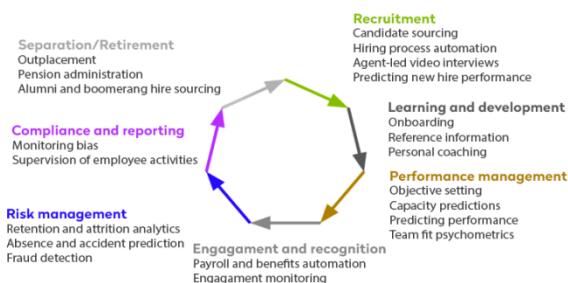 Recruitment
Candidate sourcing
Hiring process automation
Agent-led video interviews
Predicting new hire performance
Learning and development
Onboarding
Reference information
Personal coaching
Performance management
Objective setting
Capacity predictions
Predicting performance
Team fit psychometrics
Engagament and recognition
Payroll and benefits automation
Engagament monitoring
Risk management
Retention and attrition analytics
Absence and accident prediction
Fraud detection
Compliance and reporting
Monitoring bias
Supervision of employee activities
Separation/Retirement
Outplacement
Pension administration
Alumni and boomerang hire sourcing